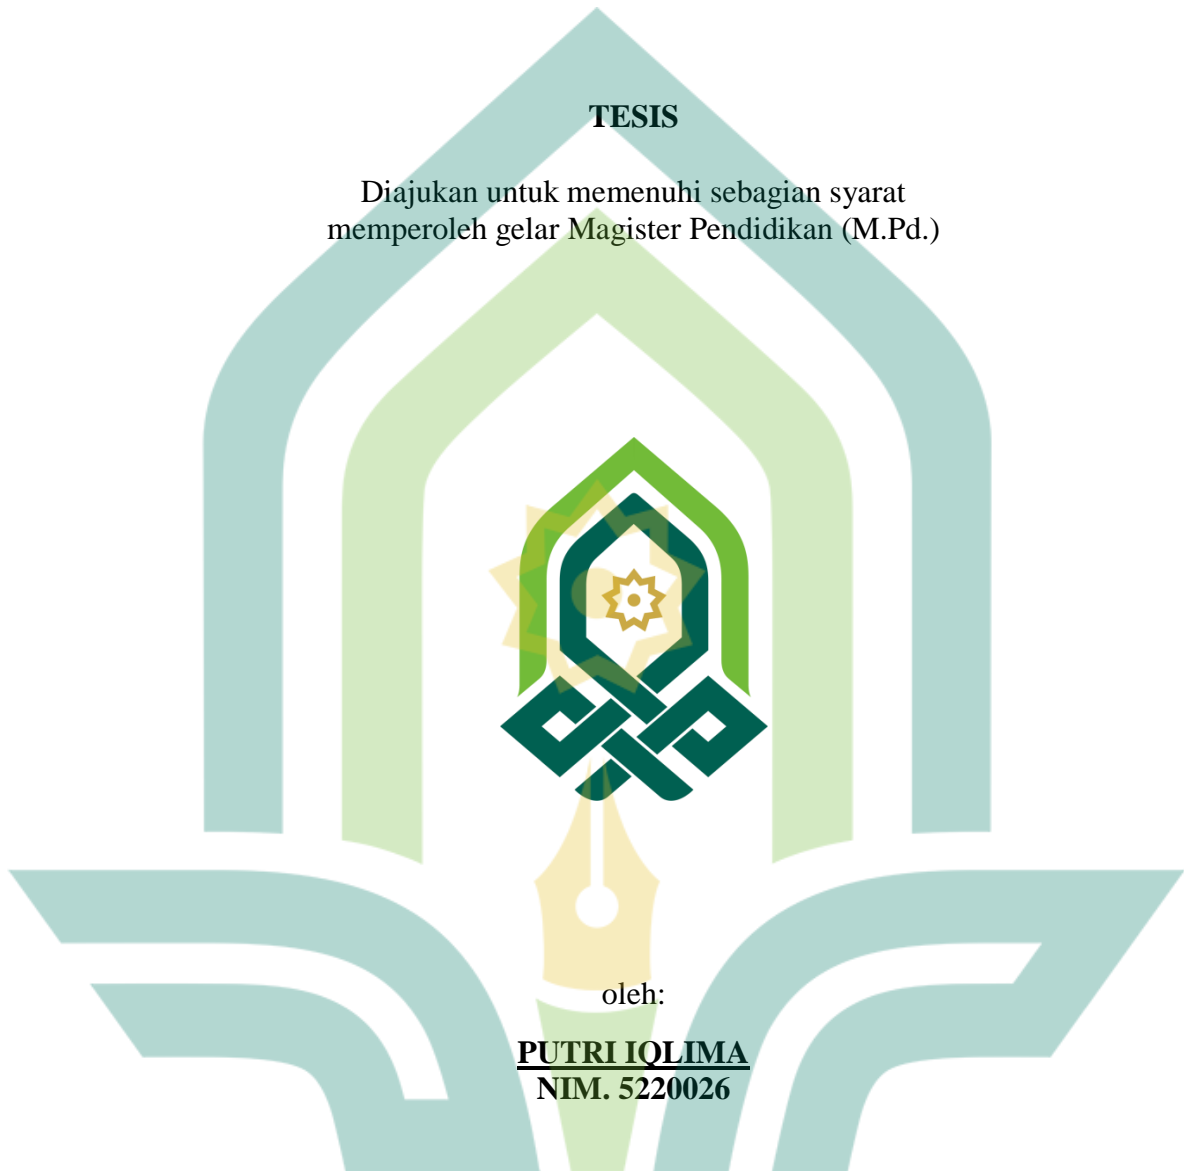 TESIS
Diajukan untuk memenuhi sebagian syarat
memperoleh gelar Magister Pendidikan (M.Pd.)
oleh:
PUTRI IQLIMA
NIM. 5220026